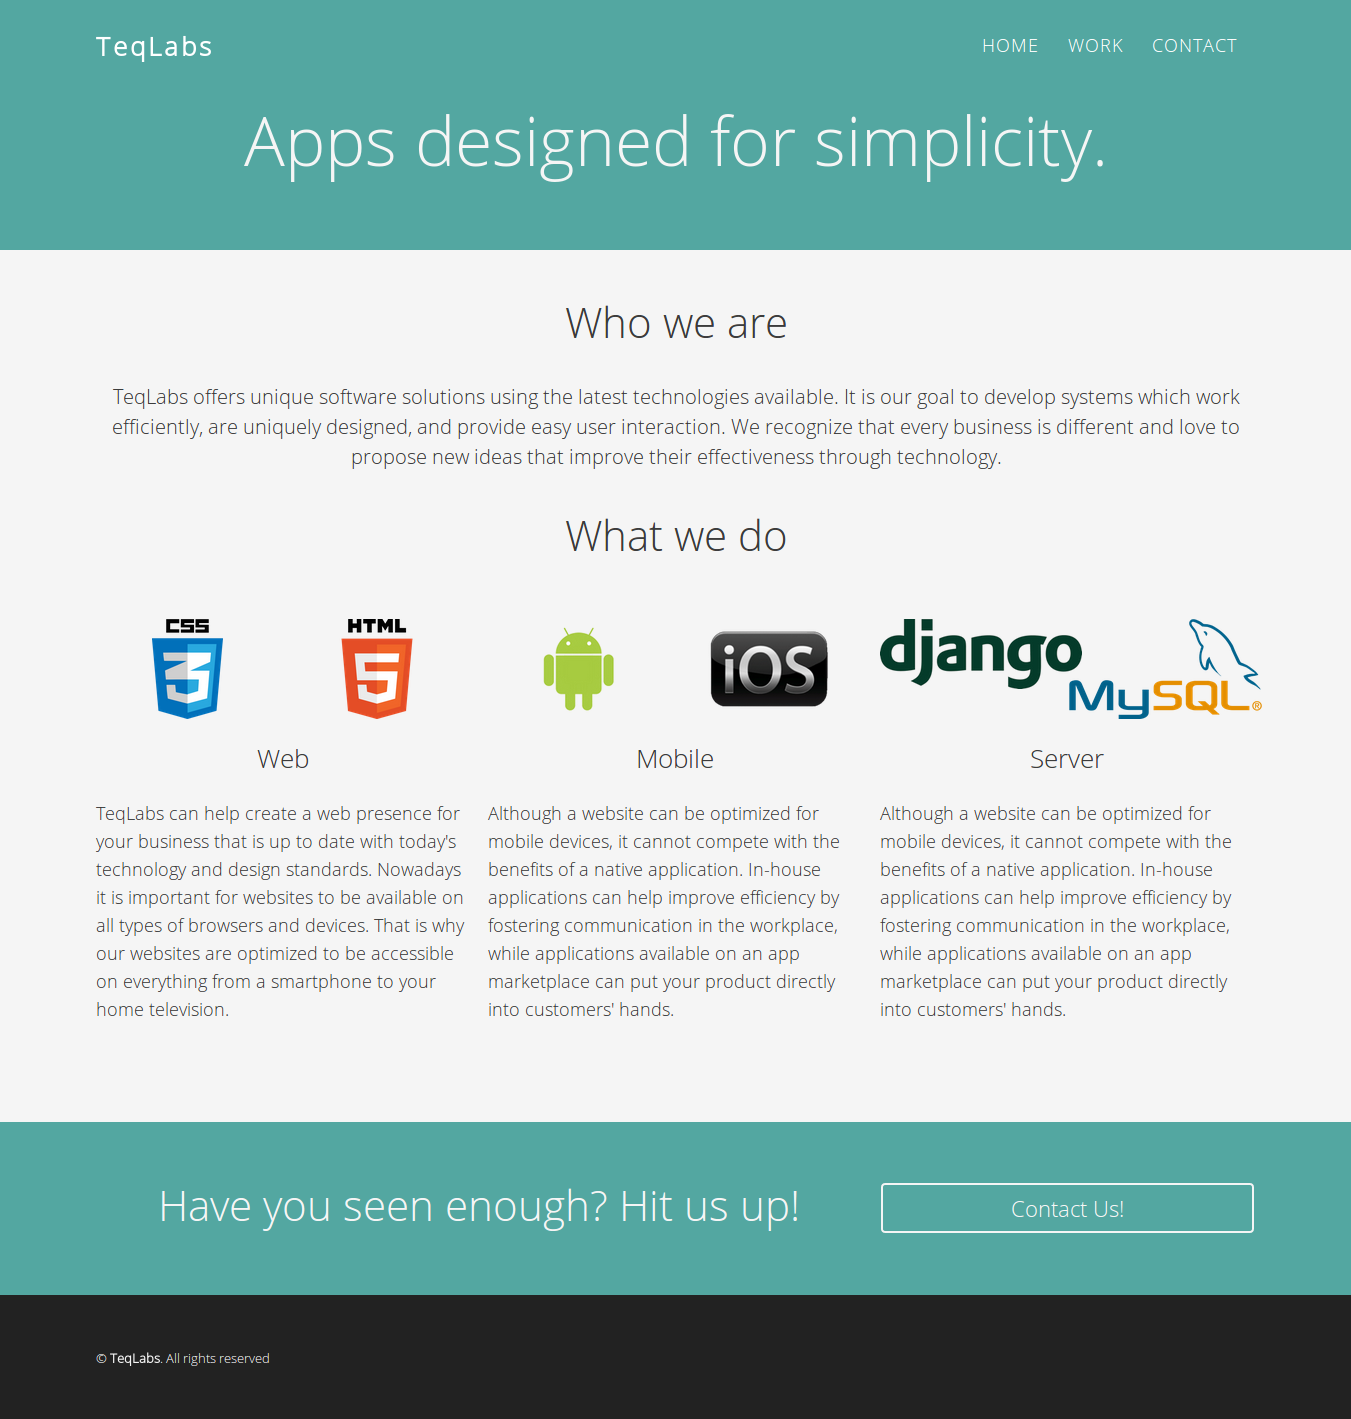 TeqLabs
HOME WORK CONTACT
Apps designed for simplicity.
Who we are
TeqLabs offers unique software solutions using the latest technologies available. It is our goal to develop systems which work
efficiently, are uniquely designed, and provide easy user interaction. We recognize that every business is different and love to
propose new ideas that improve their effectiveness through technology.
What we do
CSS
3
HTML
5
iOS
django
MySQL®
Web
TeqLabs can help create a web presence for
your business that is up to date with today's
technology and design standards. Nowadays
it is important for websites to be available on
all types of browsers and devices. That is why
our websites are optimized to be accessible
on everything from a smartphone to your
home television.
Mobile
Although a website can be optimized for
mobile devices, it cannot compete with the
benefits of a native application. In-house
applications can help improve efficiency by
fostering communication in the workplace,
while applications available on an app
marketplace can put your product directly
into customers' hands.
Server
Although a website can be optimized for
mobile devices, it cannot compete with the
benefits of a native application. In-house
applications can help improve efficiency by
fostering communication in the workplace,
while applications available on an app
marketplace can put your product directly
into customers' hands.
Have you seen enough? Hit us up!
Contact Us!
© TeqLabs. All rights reserved